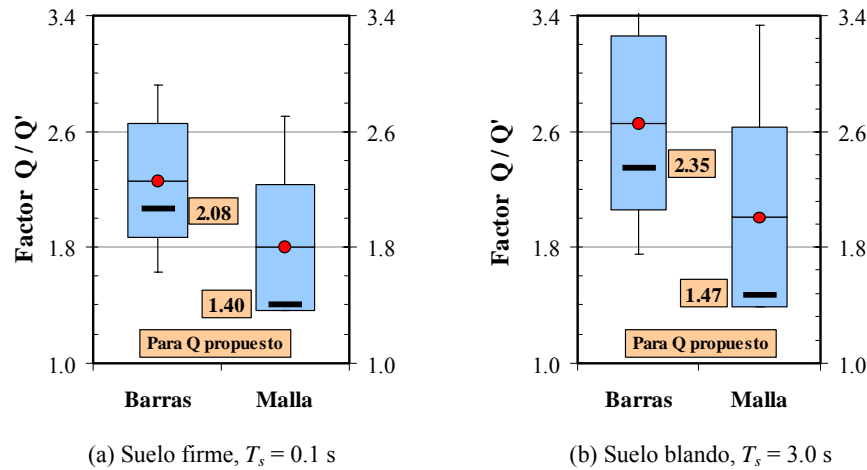 3.4
3.4
2.6
2.6
1.8
1.8
1.0
1.0
Factor Q / Q'
2.08
1.40
Para Q propuesto
Barras
Malla
(a) Suelo firme, Ts = 0.1 s
3.4
3.4
2.6
2.6
1.8
1.8
1.0
1.0
Factor Q / Q'
2.35
1.47
Para Q propuesto
Barras
Malla
(b) Suelo blando, Ts = 3.0 s